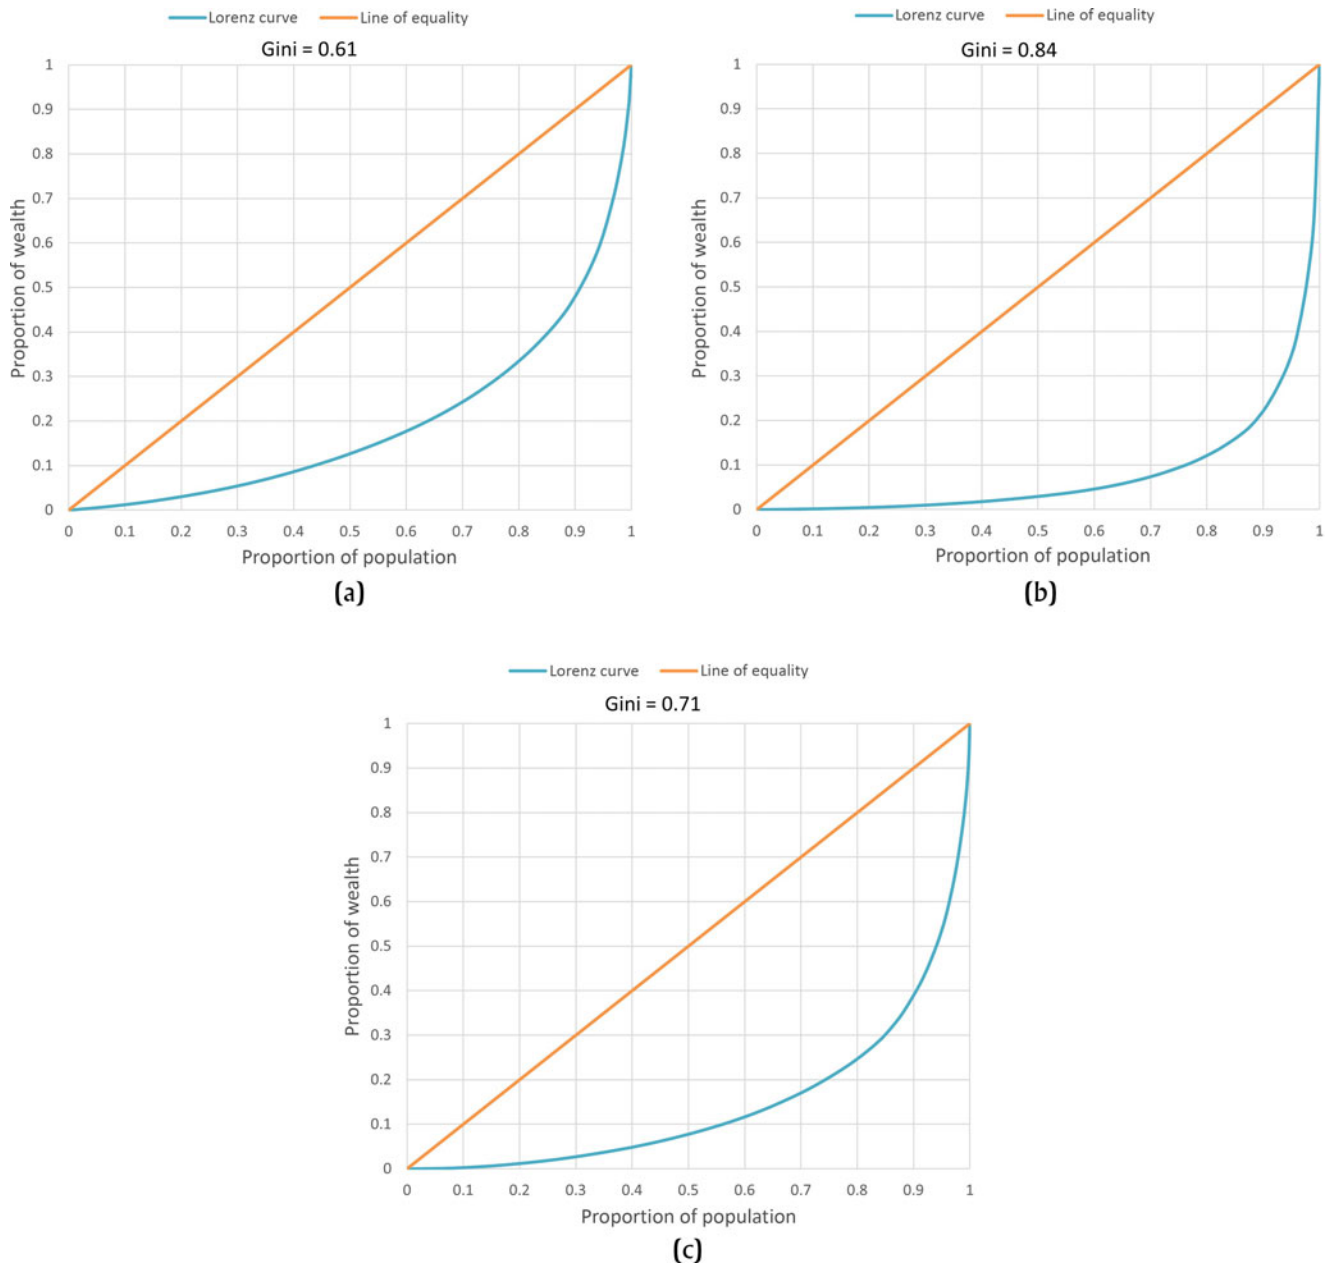 Lorenz curve Line of equality
Gini = 0.61
1
0.9
0.8
0.7
0.6
0.5
0.4
0.3
0.2
0.1
0
Proportion of wealth
0 0.1 0.2 0.3 0.4 0.5 0.6 0.7 0.8 0.9 1
Proportion of population
(a)
Lorenz curve Line of equality
Gini = 0.84
1
0.9
0.8
0.7
0.6
0.5
0.4
0.3
0.2
0.1
0
Proportion of wealth
0 0.1 0.2 0.3 0.4 0.5 0.6 0.7 0.8 0.9 1
Proportion of population
(b)
Lorenz curve Line of equality
Gini = 0.71
1
0.9
0.8
0.7
0.6
0.5
0.4
0.3
0.2
0.1
0
Proportion of wealth
0 0.1 0.2 0.3 0.4 0.5 0.6 0.7 0.8 0.9 1
Proportion of population
(c)